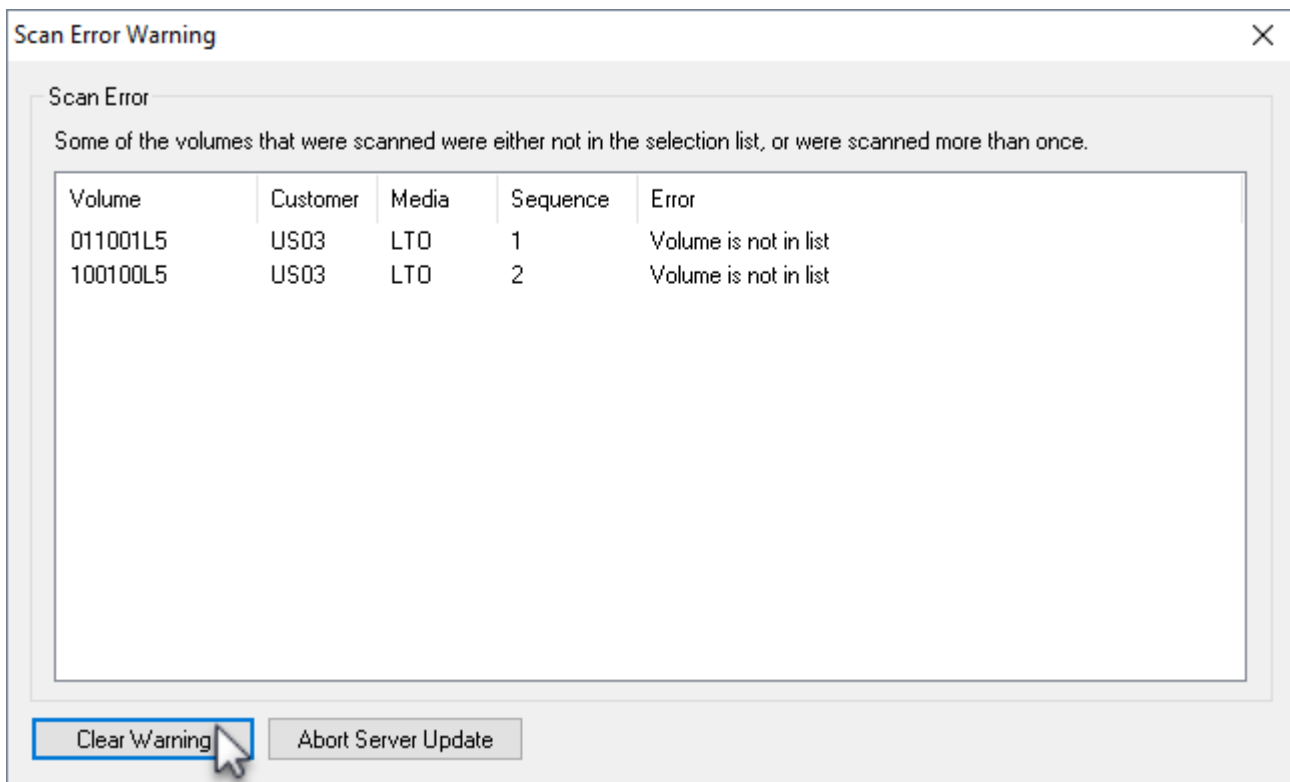 Scan Error Warning
Scan Error
Some of the volumes that were scanned were either not in the selection list, or were scanned more than once.
Volume Customer Media Sequence Error
011001L5 US03 LTO 1 Volume is not in list
100100L5 US03 LTO 2 Volume is not in list
Clear Warning Abort Server Update